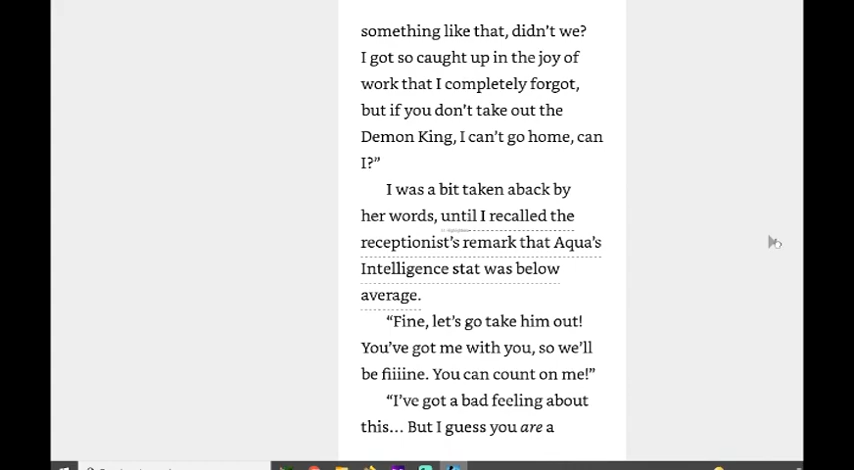 something like that, didn’t we?
I got so caught up in the joy of
work that I completely forgot,
but if you don’t take out the
Demon King, I can’t go home, can
I?”
I was a bit taken aback by
her words, until I recalled the
receptionist’s remark that Aqua’s
Intelligence stat was below
average.
“Fine, let’s go take him out!
You’ve got me with you, so we’ll
be fiiiine. You can count on me!”
“I’ve got a bad feeling about
this… But I guess you are a